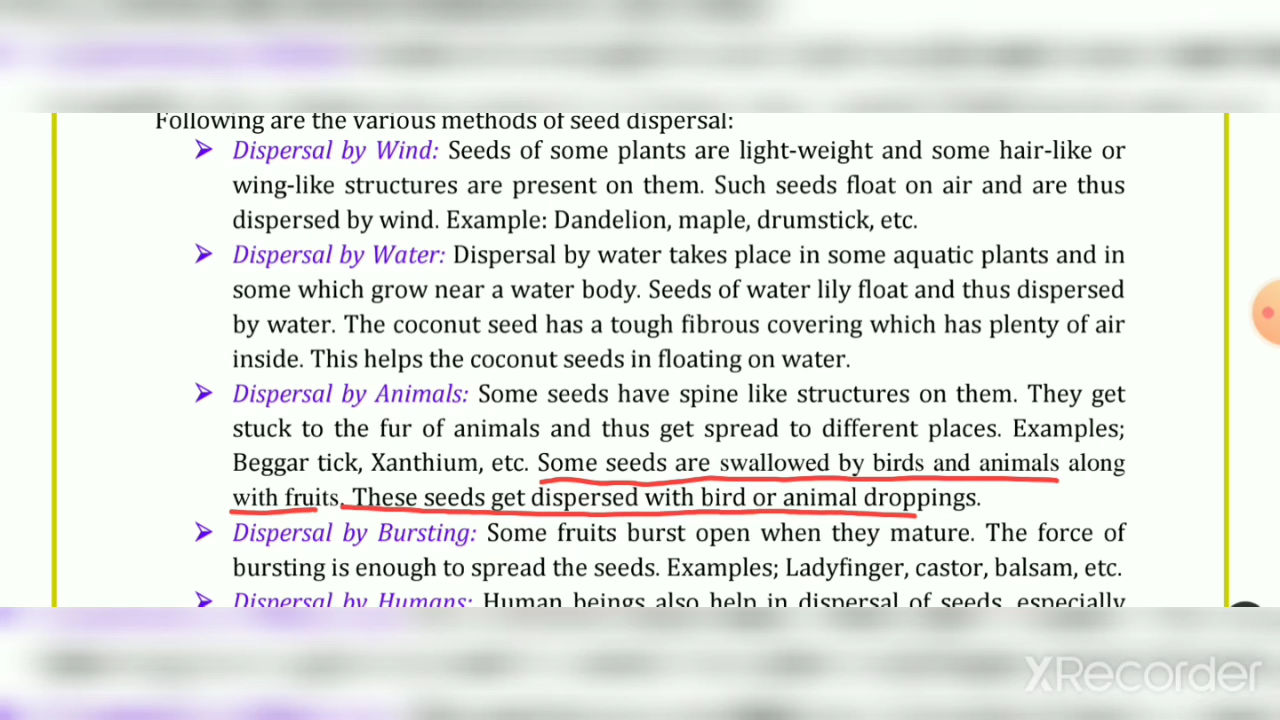 Following are the various methods of seed dispersal:
➢ Dispersal by Wind: Seeds of some plants are light-weight and some hair-like or
wing-like structures are present on them. Such seeds float on air and are thus
dispersed by wind. Example: Dandelion, maple, drumstick, etc.
➢ Dispersal by Water: Dispersal by water takes place in some aquatic plants and in
some which grow near a water body. Seeds of water lily float and thus dispersed
by water. The coconut seed has a tough fibrous covering which has plenty of air
inside. This helps the coconut seeds in floating on water.
➢ Dispersal by Animals: Some seeds have spine like structures on them. They get
stuck to the fur of animals and thus get spread to different places. Examples;
Beggar tick, Xanthium, etc. Some seeds are swallowed by birds and animals along
with fruits. These seeds get dispersed with bird or animal droppings.
➢ Dispersal by Bursting: Some fruits burst open when they mature. The force of
bursting is enough to spread the seeds. Examples; Ladyfinger, castor, balsam, etc.
➢ Dispersal by Humans: Human beings also help in dispersal of seeds, especially
XRecorder